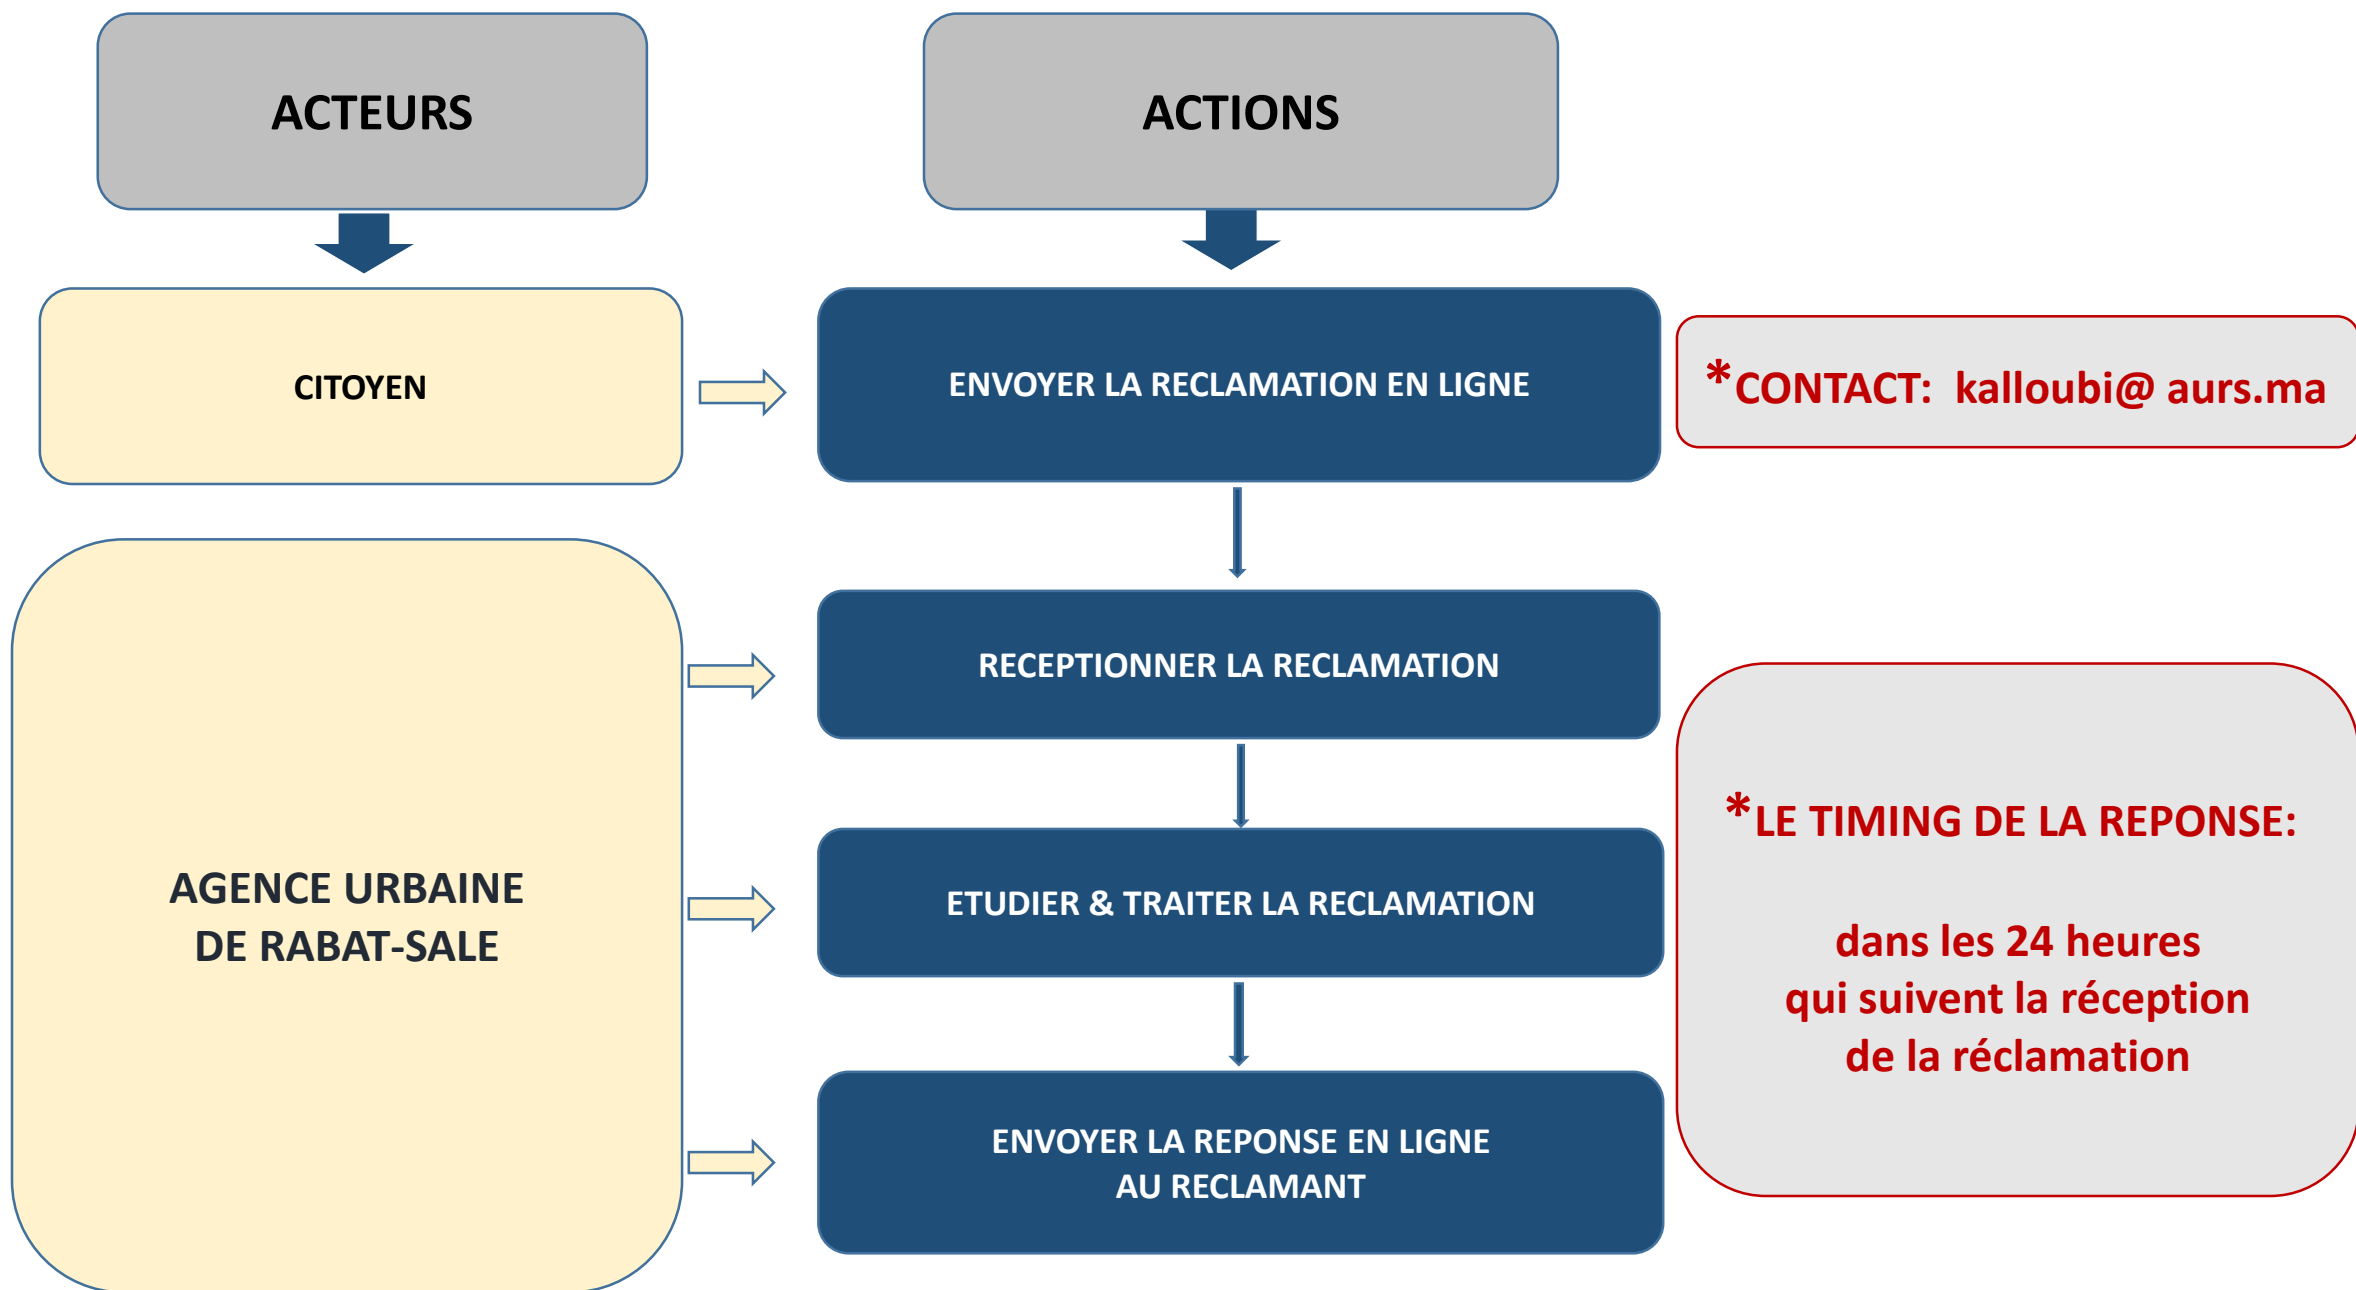 ACTEURS
ACTIONS
CITOYEN
ENVOYER LA RECLAMATION EN LIGNE
*CONTACT:  kalloubi@ aurs.ma
AGENCE URBAINE
DE RABAT-SALE
RECEPTIONNER LA RECLAMATION
ETUDIER & TRAITER LA RECLAMATION
ENVOYER LA REPONSE EN LIGNE
AU RECLAMANT
*LE TIMING DE LA REPONSE:
dans les 24 heures
qui suivent la réception
de la réclamation